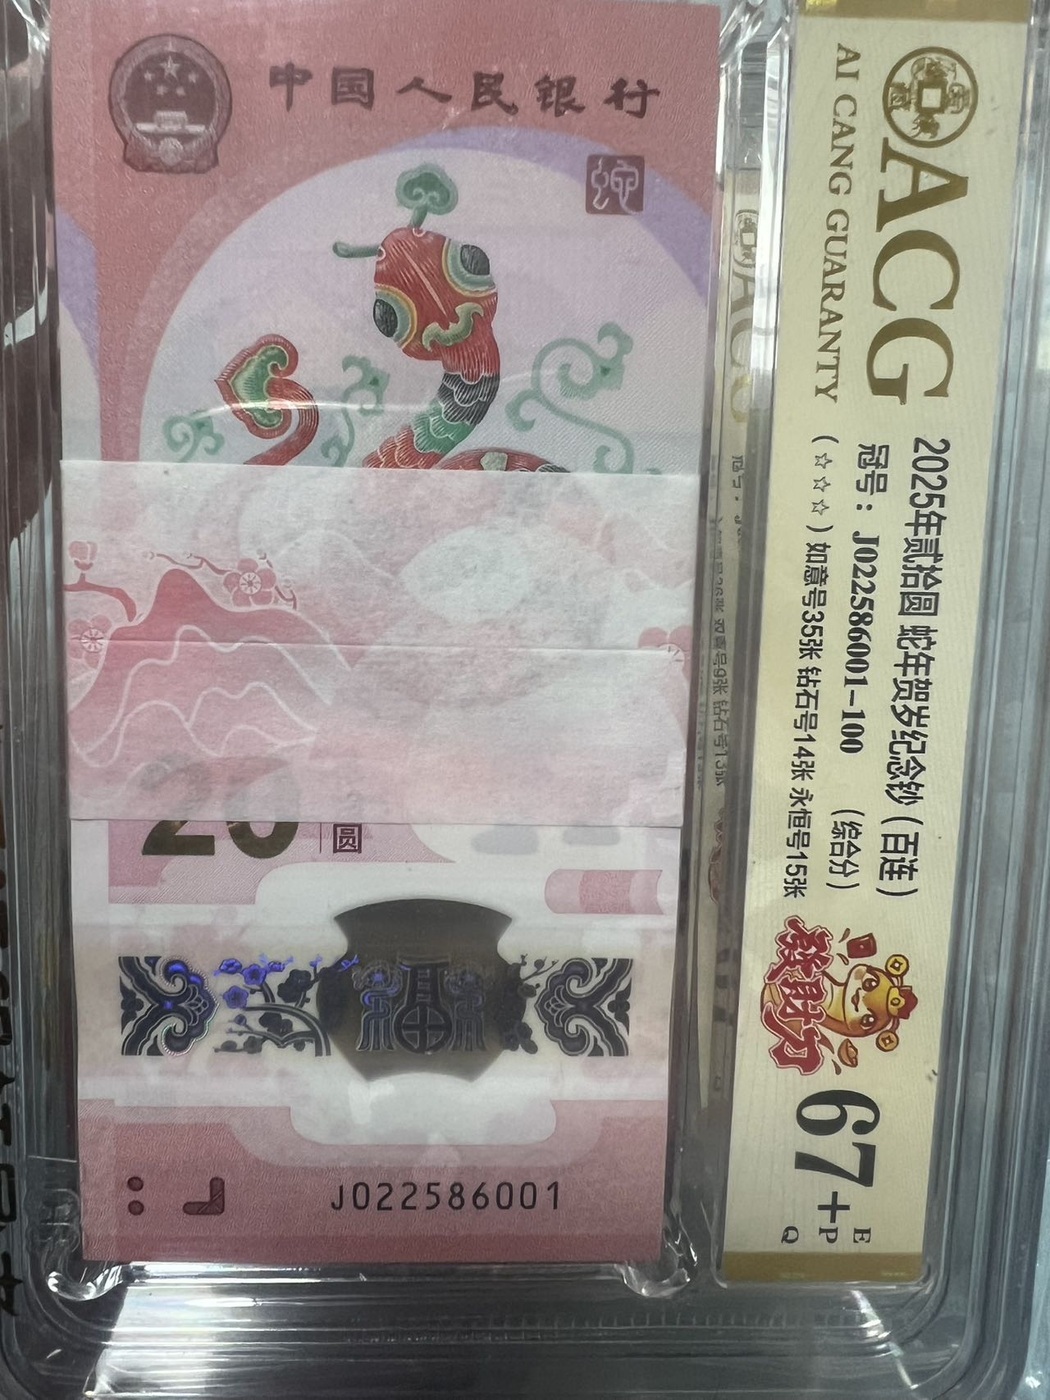 中国人民银行
蛇
20
圆
福
J022586001
ACG
AI CANG GUARANTY
2025年贰拾圆 蛇年贺岁纪念钞（百连）
冠号： J022586001-100 （综合分）
（☆☆☆）如意号35张 钻石号14张 永恒号15张
發财了
67+
E
P
Q